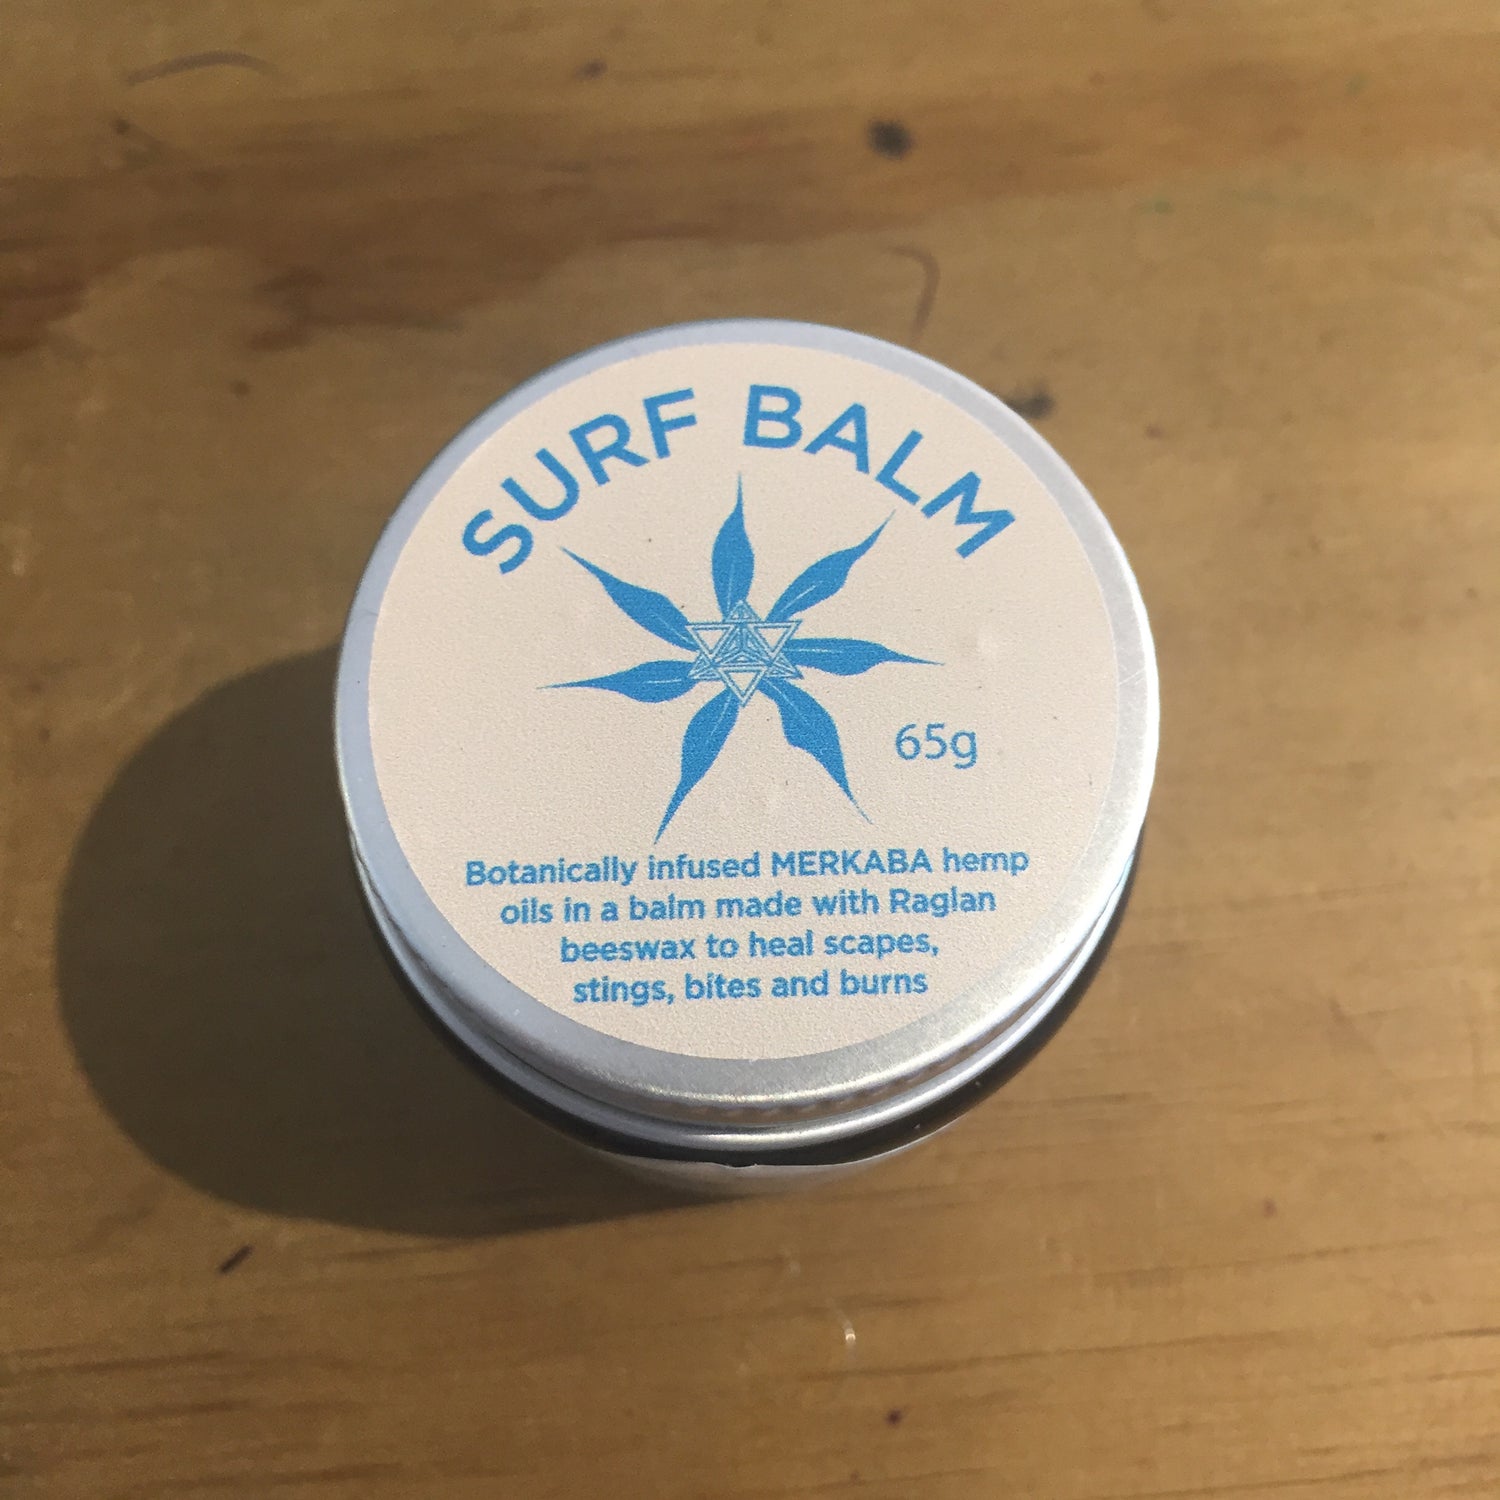 SURF BALM
65g
Botanically infused MERKABA hemp
oils in a balm made with Raglan
beeswax to heal scapes,
stings, bites and burns